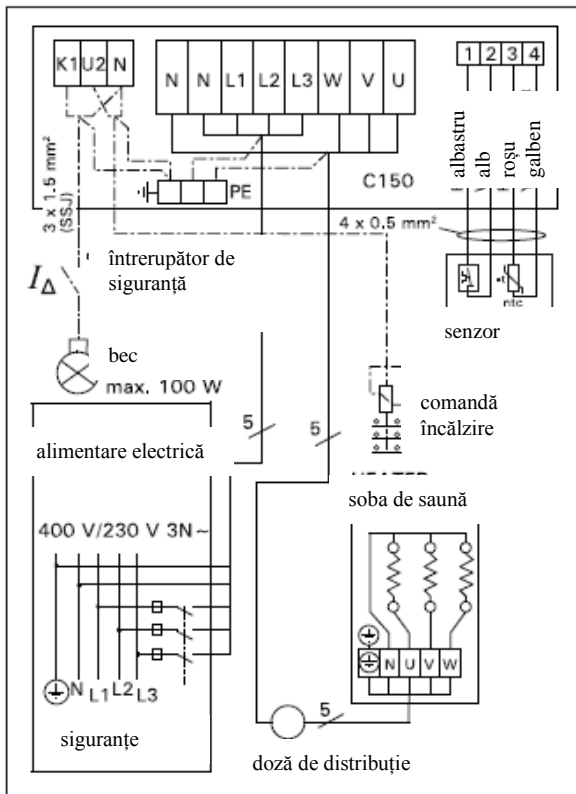 K1 U2 N
N N L1 L2 L3 W V U
1 2 3 4
albastru
alb
roșu
galben
PE
C150
3 x 1.5 mm²
(SSJ)
4 x 0.5 mm²
întrerupător de
siguranță
I∆
ntc
senzor
bec
max. 100 W
5
5
comandă
încălzire
alimentare electrică
soba de saună
400 V/230 V 3N~
N L1 L2 L3
N U V W
siguranțe
5
doză de distribuție